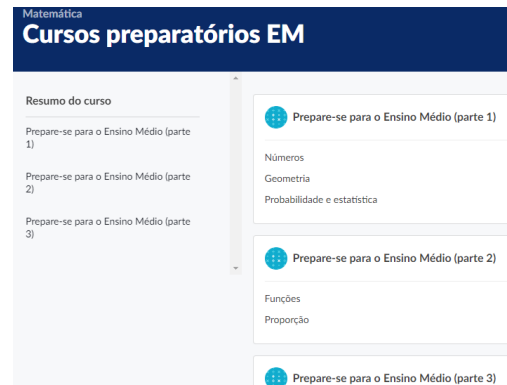 Matemática
Cursos preparatórios EM
Resumo do curso
Prepare-se para o Ensino Médio (parte
1)
Prepare-se para o Ensino Médio (parte
2)
Prepare-se para o Ensino Médio (parte
3)
Prepare-se para o Ensino Médio (parte 1)
Números
Geometria
Probabilidade e estatística
Prepare-se para o Ensino Médio (parte 2)
Funções
Proporção
Prepare-se para o Ensino Médio (parte 3)